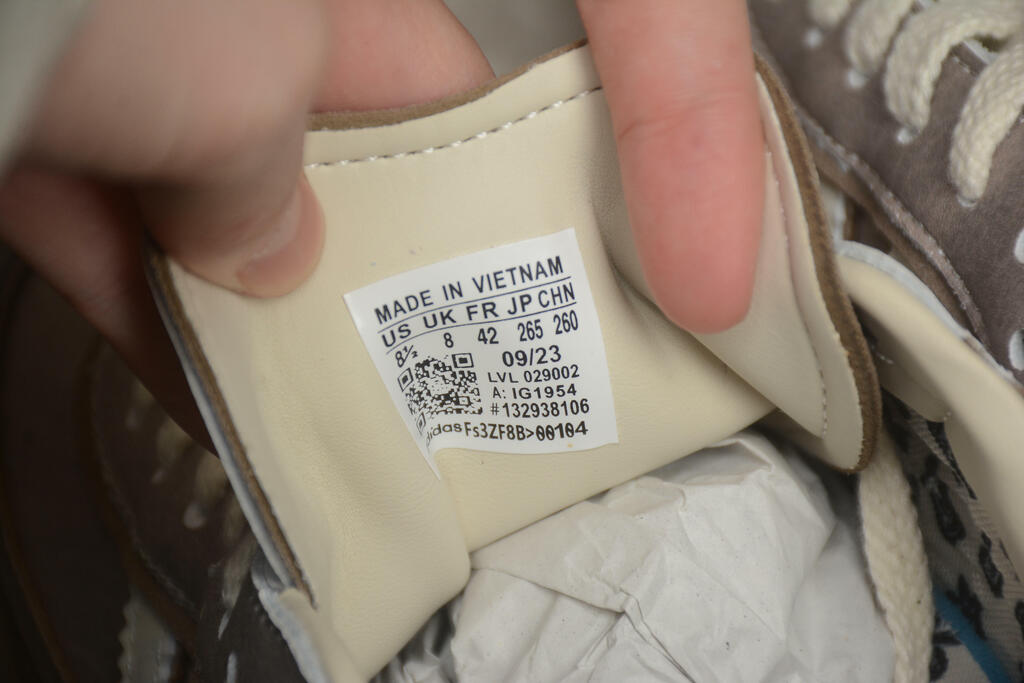 MADE IN VIETNAM
US UK FR JP CHN
8½ 8 42 265 260
09/23
LVL 029002
A: IG1954
#132938106
adidasFs3ZF8B>00104